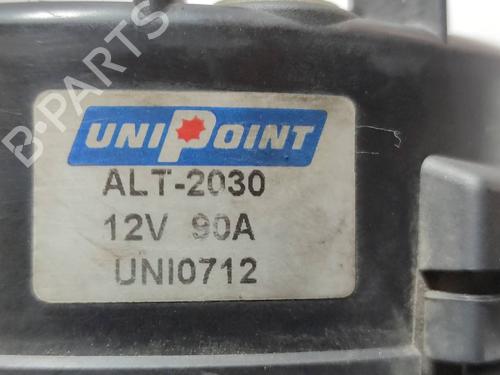 UNIPOINT
ALT-2030
12V 90A
UNI0712
B-PARTS